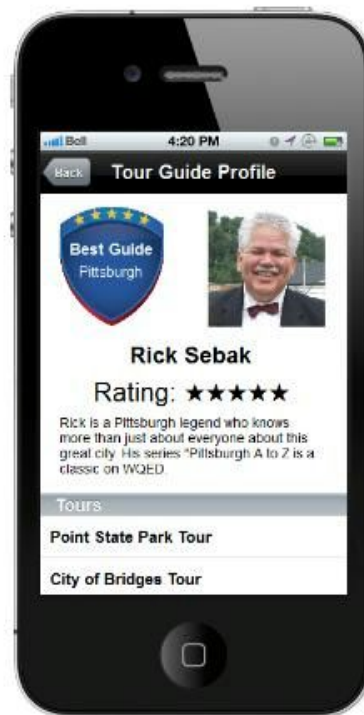 Bell 4:20 PM
Back Tour Guide Profile
Best Guide
Pittsburgh
Rick Sebak
Rating: ★★★★★
Rick is a Pittsburgh legend who knows
more than just about everyone about this
great city. His series "Pittsburgh A to Z is a
classic on WQED.
Tours
Point State Park Tour
City of Bridges Tour